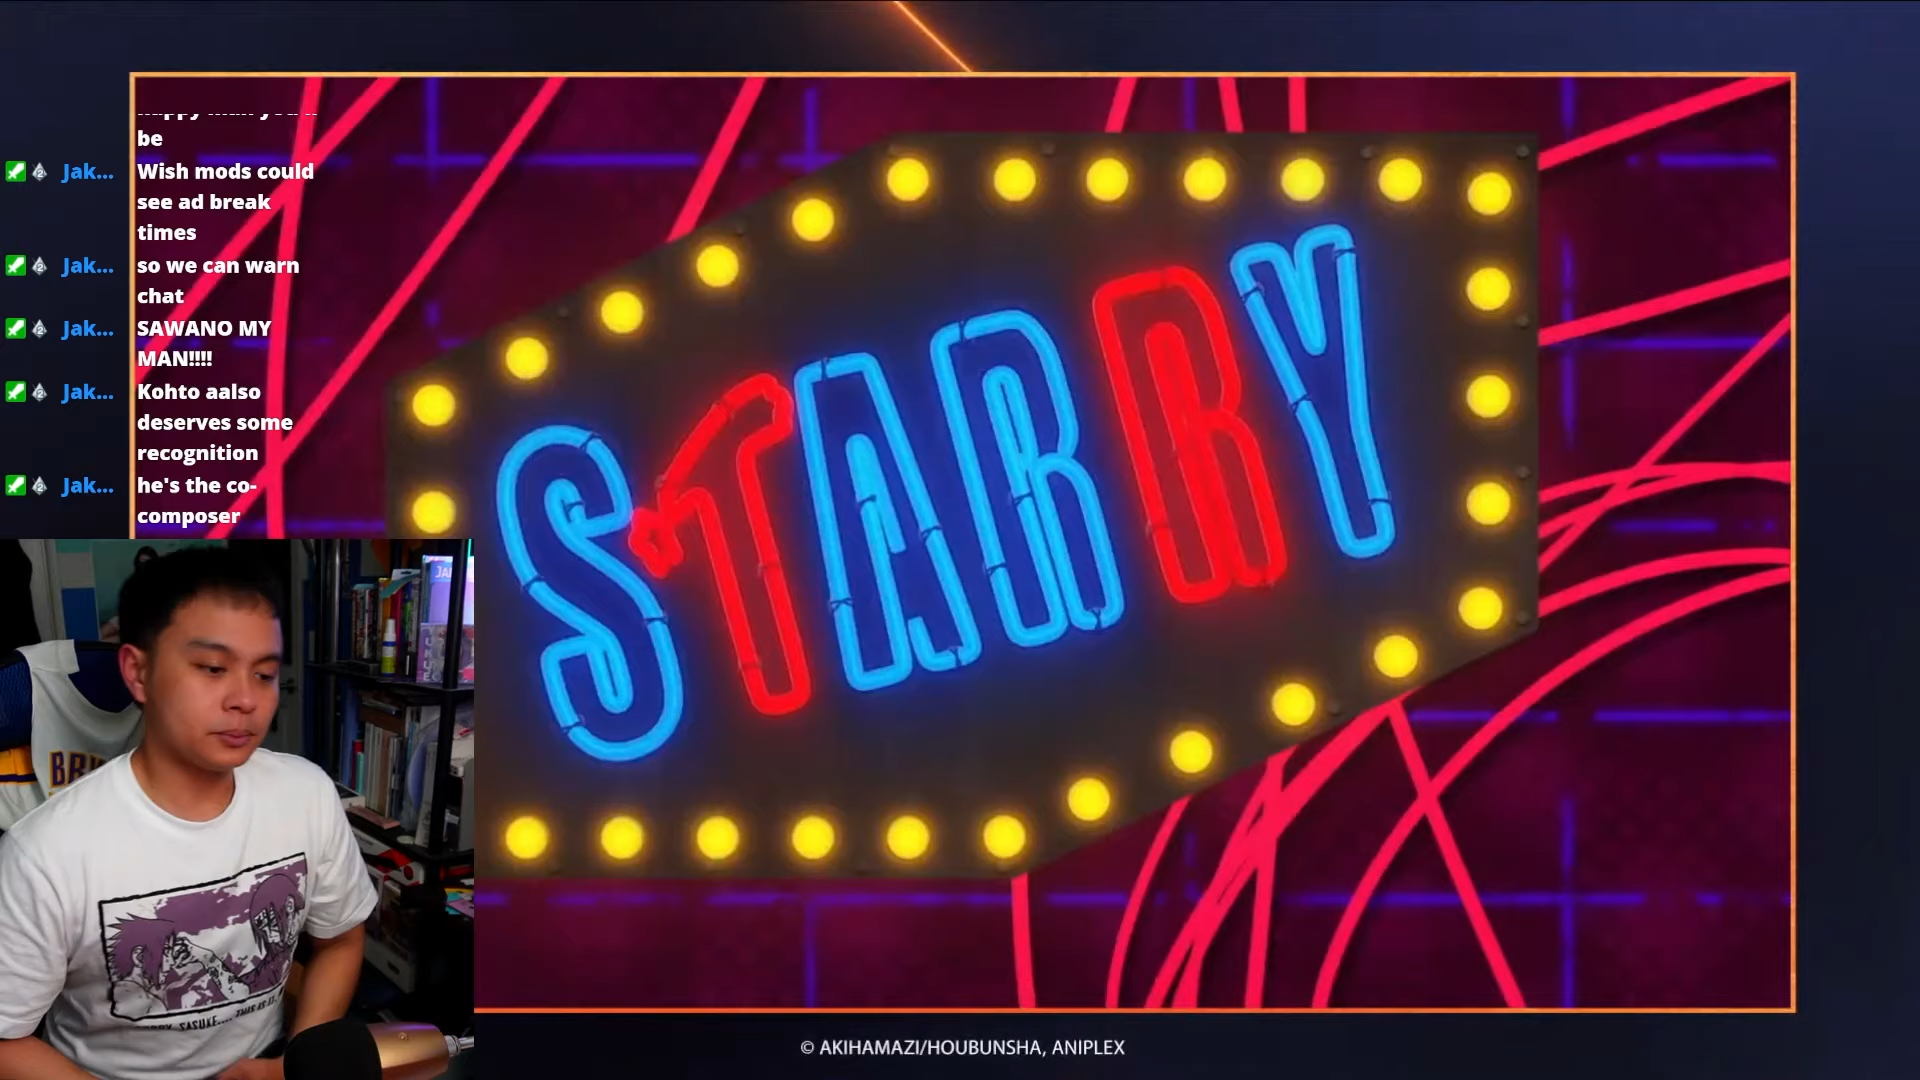 be
Jak... Wish mods could
see ad break
times
Jak... so we can warn
chat
Jak... SAWANO MY
MAN!!!!
Jak... Kohto aalso
deserves some
recognition
Jak... he's the co-
composer
STARRY
© AKIHAMAZI/HOUBUNSHA, ANIPLEX